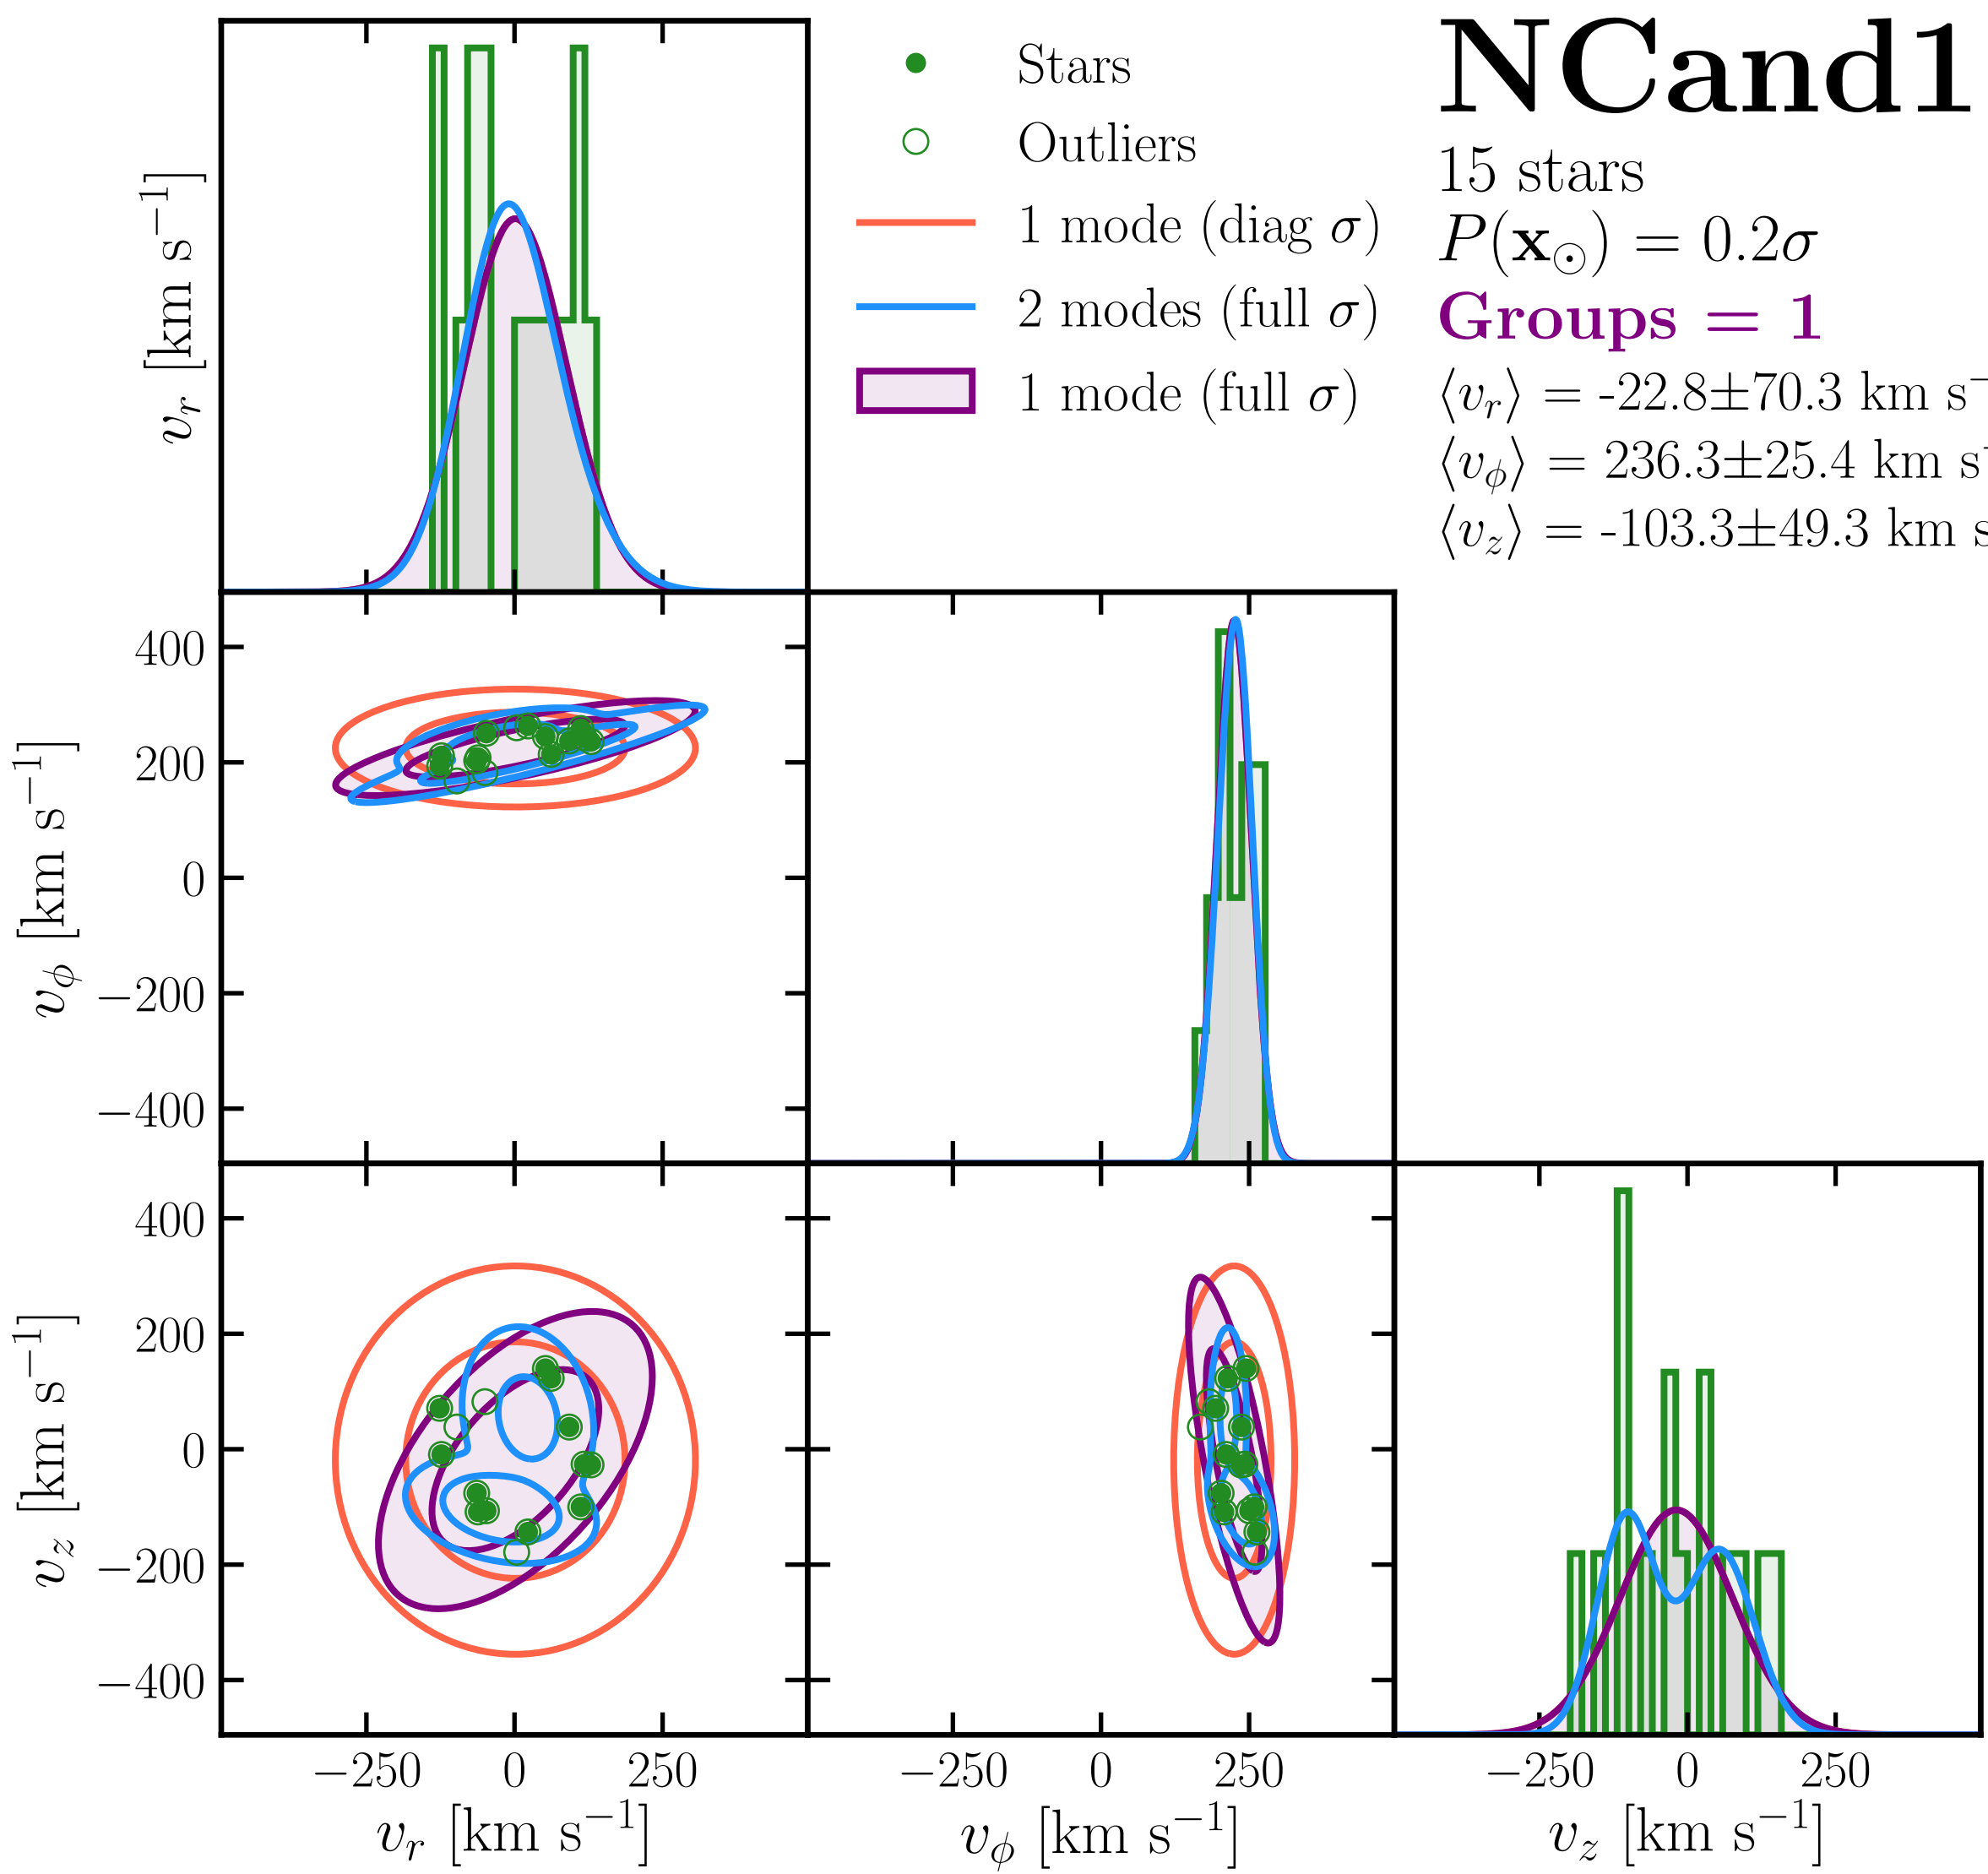 NCand1
15 stars
P(x⊙) = 0.2σ
Groups = 1
⟨v_r⟩ = -22.8±70.3 km s⁻
⟨v_ϕ⟩ = 236.3±25.4 km s⁻
⟨v_z⟩ = -103.3±49.3 km s⁻
Stars
Outliers
1 mode (diag σ)
2 modes (full σ)
1 mode (full σ)
v_r [km s⁻¹]
400
200
0
−200
−400
v_ϕ [km s⁻¹]
400
200
0
−200
−400
v_z [km s⁻¹]
−250 0 250
−250 0 250
−250 0 250
v_r [km s⁻¹]
v_ϕ [km s⁻¹]
v_z [km s⁻¹]